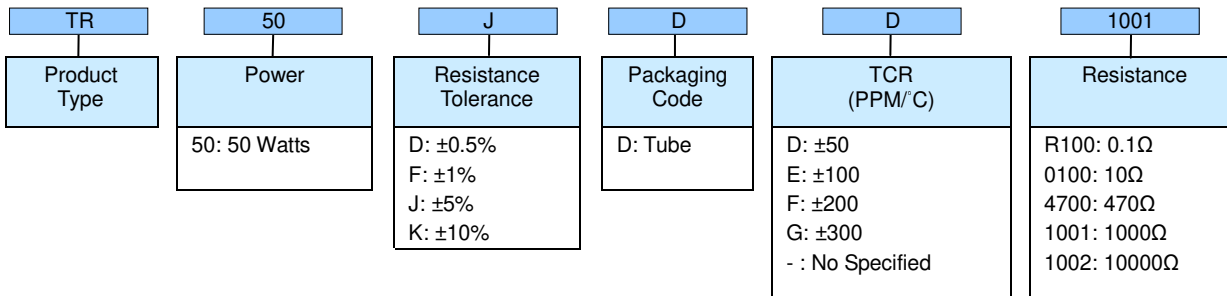 TR 50 J D D 1001
Product Type
Power
Resistance Tolerance
Packaging Code
TCR (PPM/°C)
Resistance
50: 50 Watts
D: ±0.5%
F: ±1%
J: ±5%
K: ±10%
D: Tube
D: ±50
E: ±100
F: ±200
G: ±300
- : No Specified
R100: 0.1Ω
0100: 10Ω
4700: 470Ω
1001: 1000Ω
1002: 10000Ω